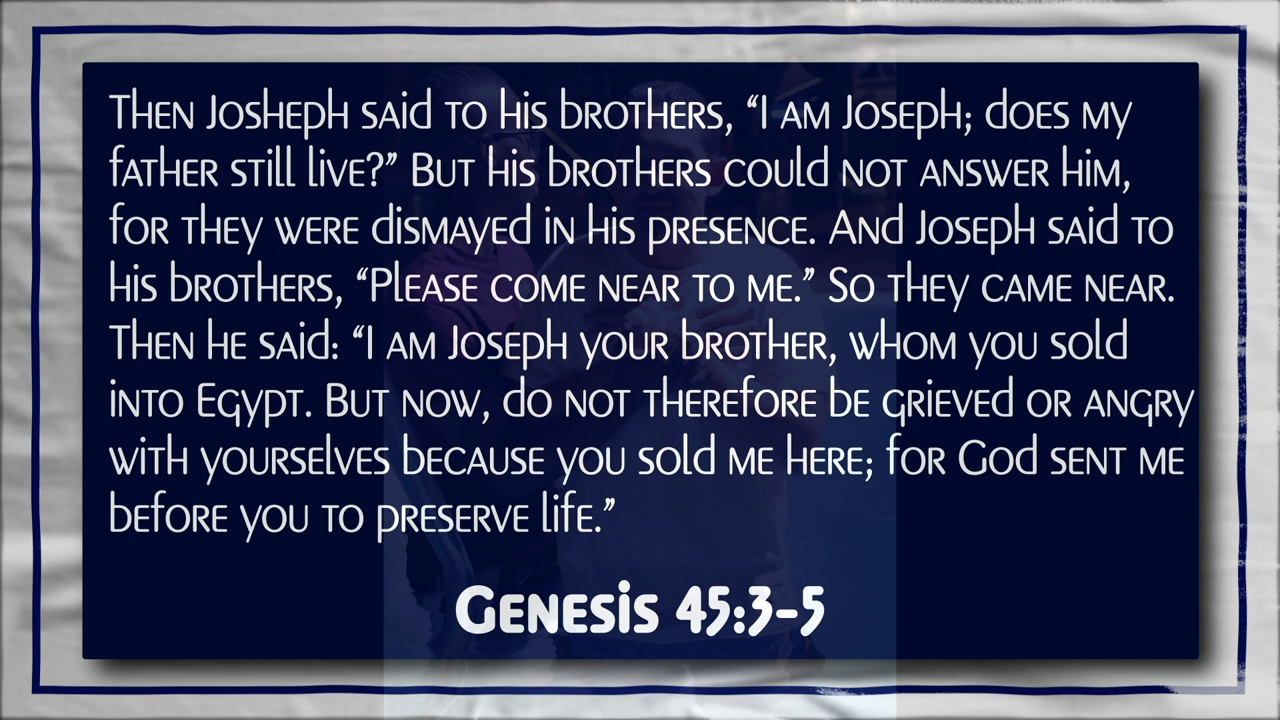 Then Josheph said to his brothers, “I am Joseph; does my
father still live?” But his brothers could not answer him,
for they were dismayed in his presence. And Joseph said to
his brothers, “Please come near to me.” So they came near.
Then he said: “I am Joseph your brother, whom you sold
into Egypt. But now, do not therefore be grieved or angry
with yourselves because you sold me here; for God sent me
before you to preserve life.”
Genesis 45:3-5